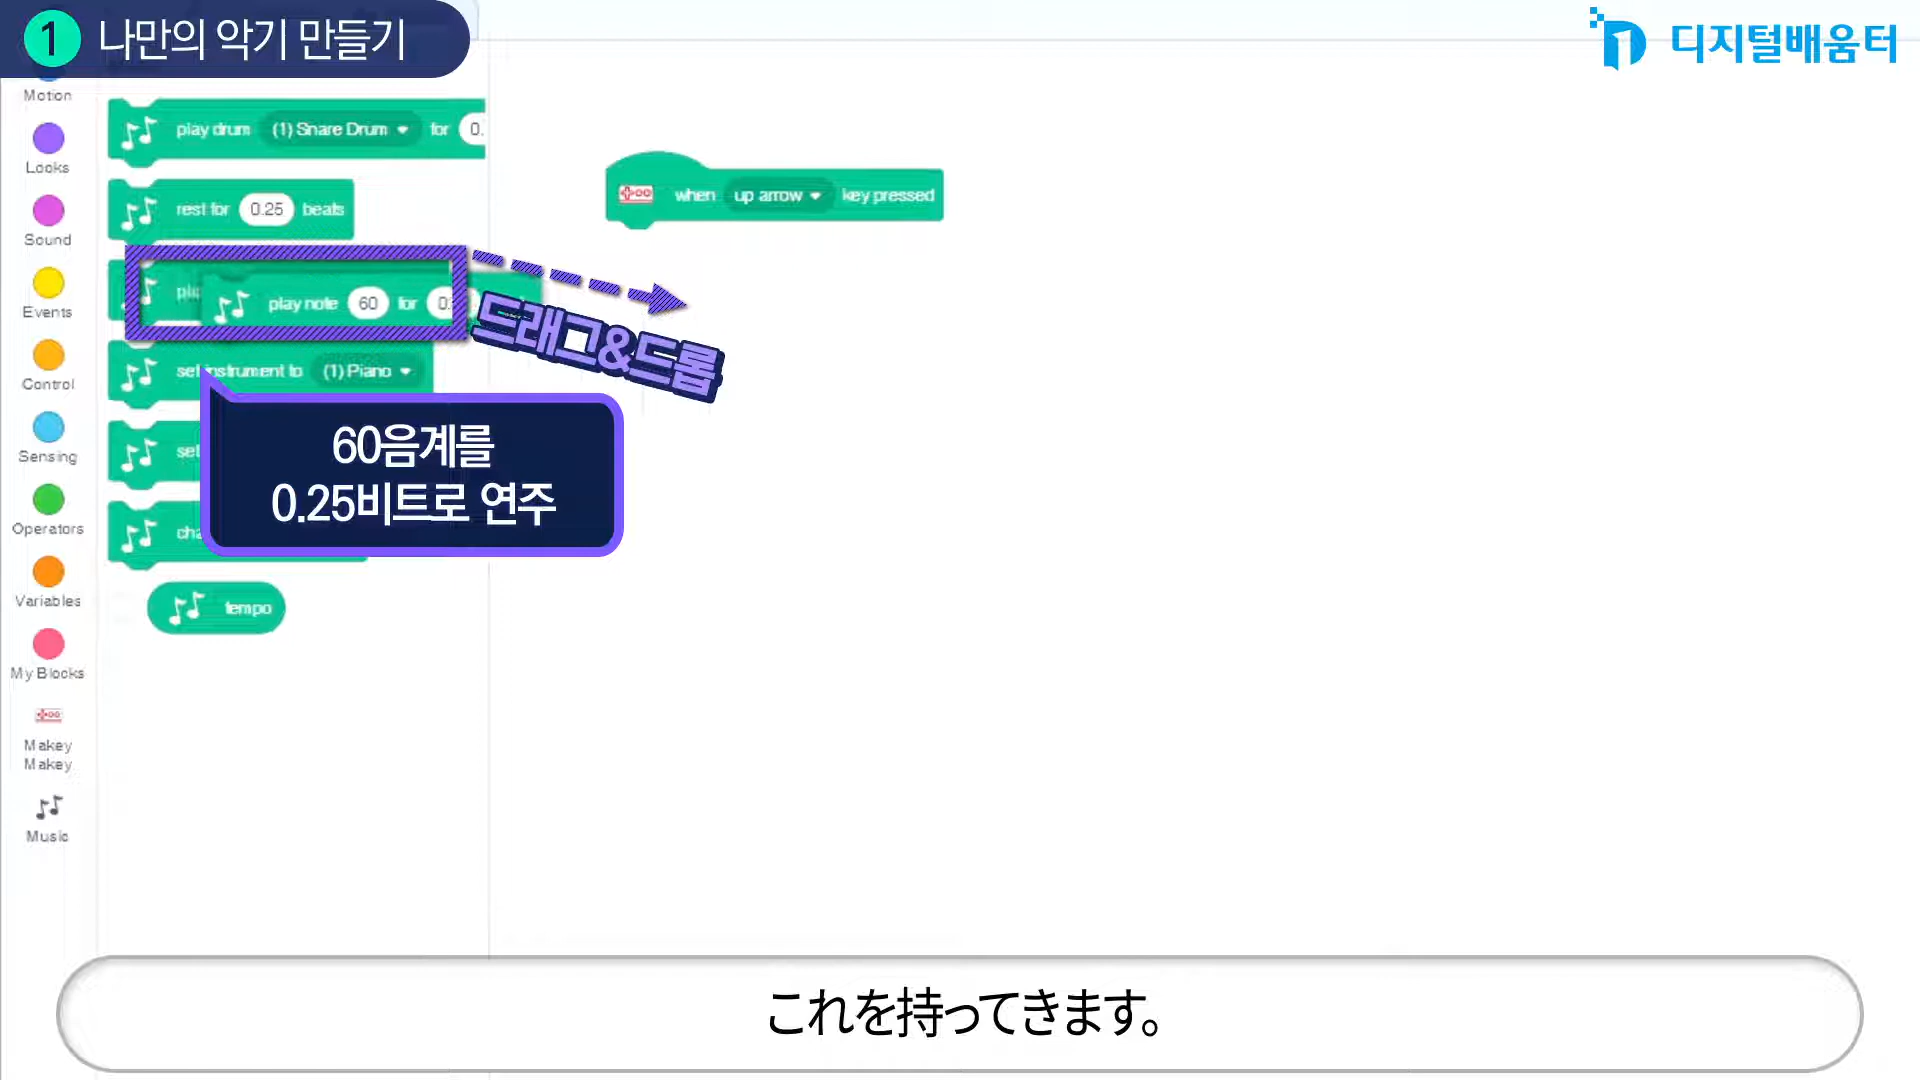 1 나만의 악기 만들기
디지털배움터
Motion
Looks
Sound
Events
Control
Sensing
Operators
Variables
My Blocks
Makey
Makey
Music
play drum (1) Snare Drum for 0.
rest for 0.25 beats
play note 60 for 0.
set instrument to (1) Piano
tempo
when up arrow key pressed
드래그&드롭
60음계를
0.25비트로 연주
これを持ってきます。